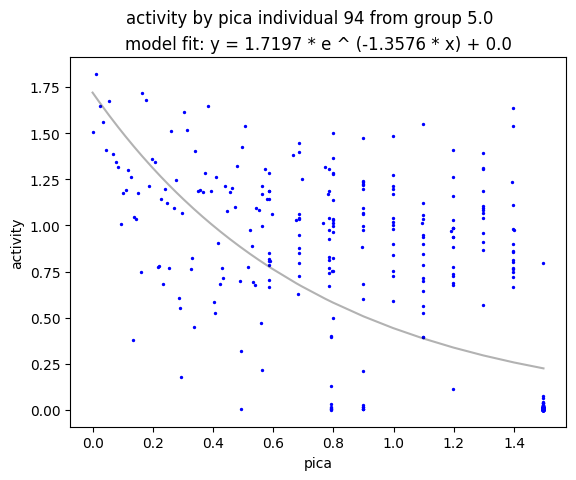 activity by pica individual 94 from group 5.0
model fit: y = 1.7197 * e ^ (-1.3576 * x) + 0.0
1.75
1.50
1.25
1.00
0.75
0.50
0.25
0.00
activity
0.0 0.2 0.4 0.6 0.8 1.0 1.2 1.4
pica